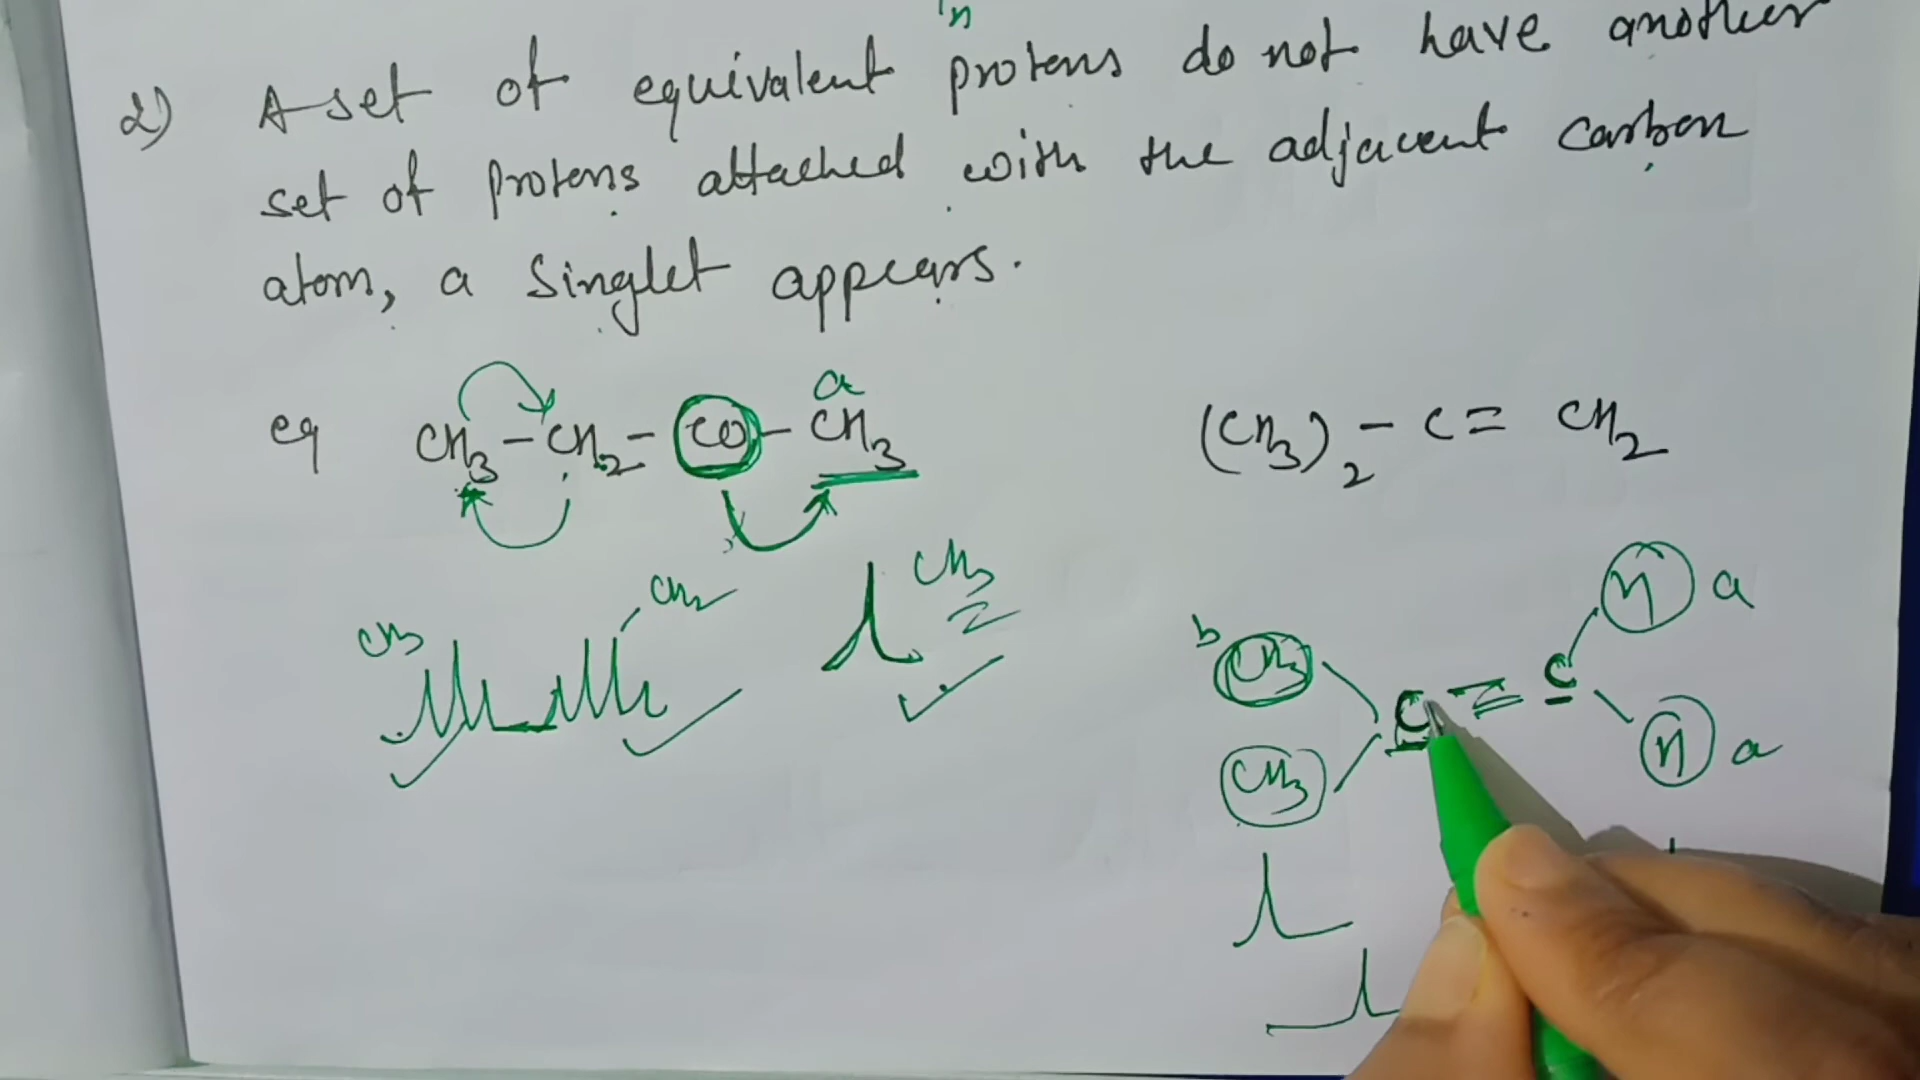 2) A set of equivalent protons do not have another
set of protons attached with the adjacent carbon
atom, a singlet appears.
eq CH3 - CH2 - CO - CH3
a
(CH3)2 - C = CH2
CH3
CH2
CH3
b CH3
CH3
C = C
H a
H a